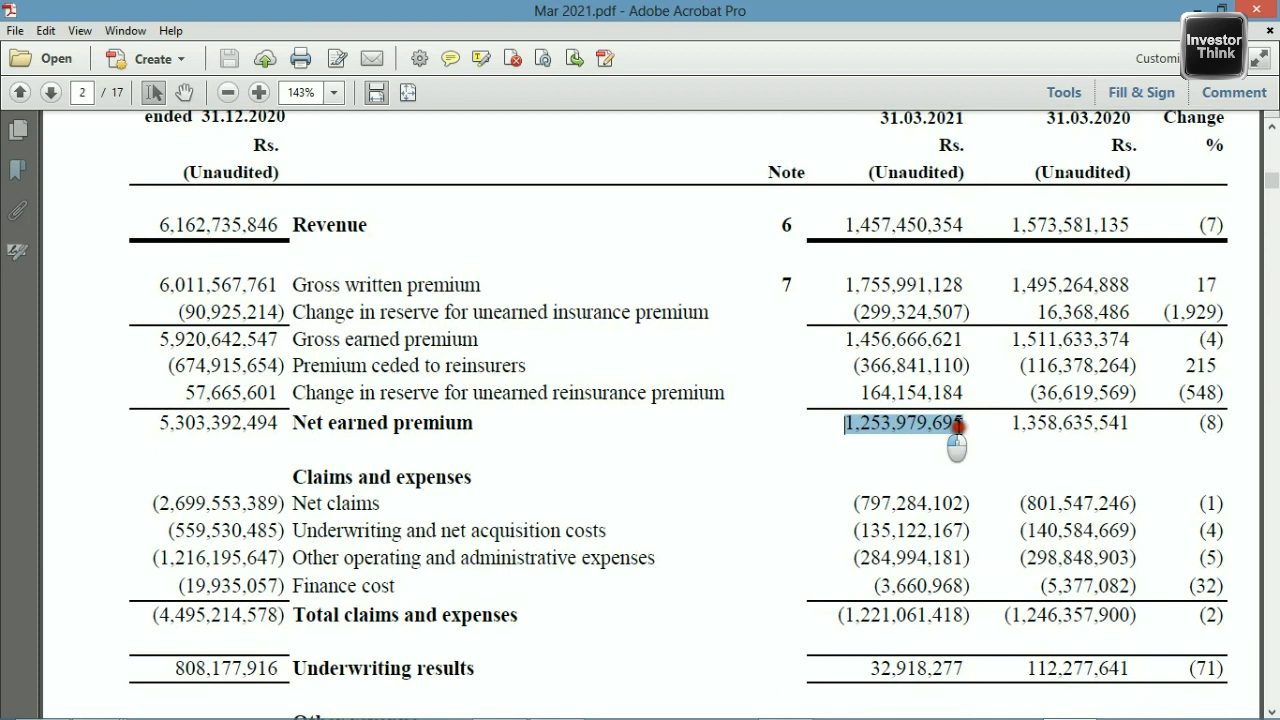 Mar 2021.pdf - Adobe Acrobat Pro
File Edit View Window Help
Investor
Think
Open Create Customi
2 / 17 143% Tools Fill & Sign Comment
ended 31.12.2020 31.03.2021 31.03.2020 Change
Rs. Rs. Rs. %
(Unaudited) Note (Unaudited) (Unaudited)
6,162,735,846 Revenue 6 1,457,450,354 1,573,581,135 (7)
6,011,567,761 Gross written premium 7 1,755,991,128 1,495,264,888 17
(90,925,214) Change in reserve for unearned insurance premium (299,324,507) 16,368,486 (1,929)
5,920,642,547 Gross earned premium 1,456,666,621 1,511,633,374 (4)
(674,915,654) Premium ceded to reinsurers (366,841,110) (116,378,264) 215
57,665,601 Change in reserve for unearned reinsurance premium 164,154,184 (36,619,569) (548)
5,303,392,494 Net earned premium 1,253,979,695 1,358,635,541 (8)
Claims and expenses
(2,699,553,389) Net claims (797,284,102) (801,547,246) (1)
(559,530,485) Underwriting and net acquisition costs (135,122,167) (140,584,669) (4)
(1,216,195,647) Other operating and administrative expenses (284,994,181) (298,848,903) (5)
(19,935,057) Finance cost (3,660,968) (5,377,082) (32)
(4,495,214,578) Total claims and expenses (1,221,061,418) (1,246,357,900) (2)
808,177,916 Underwriting results 32,918,277 112,277,641 (71)